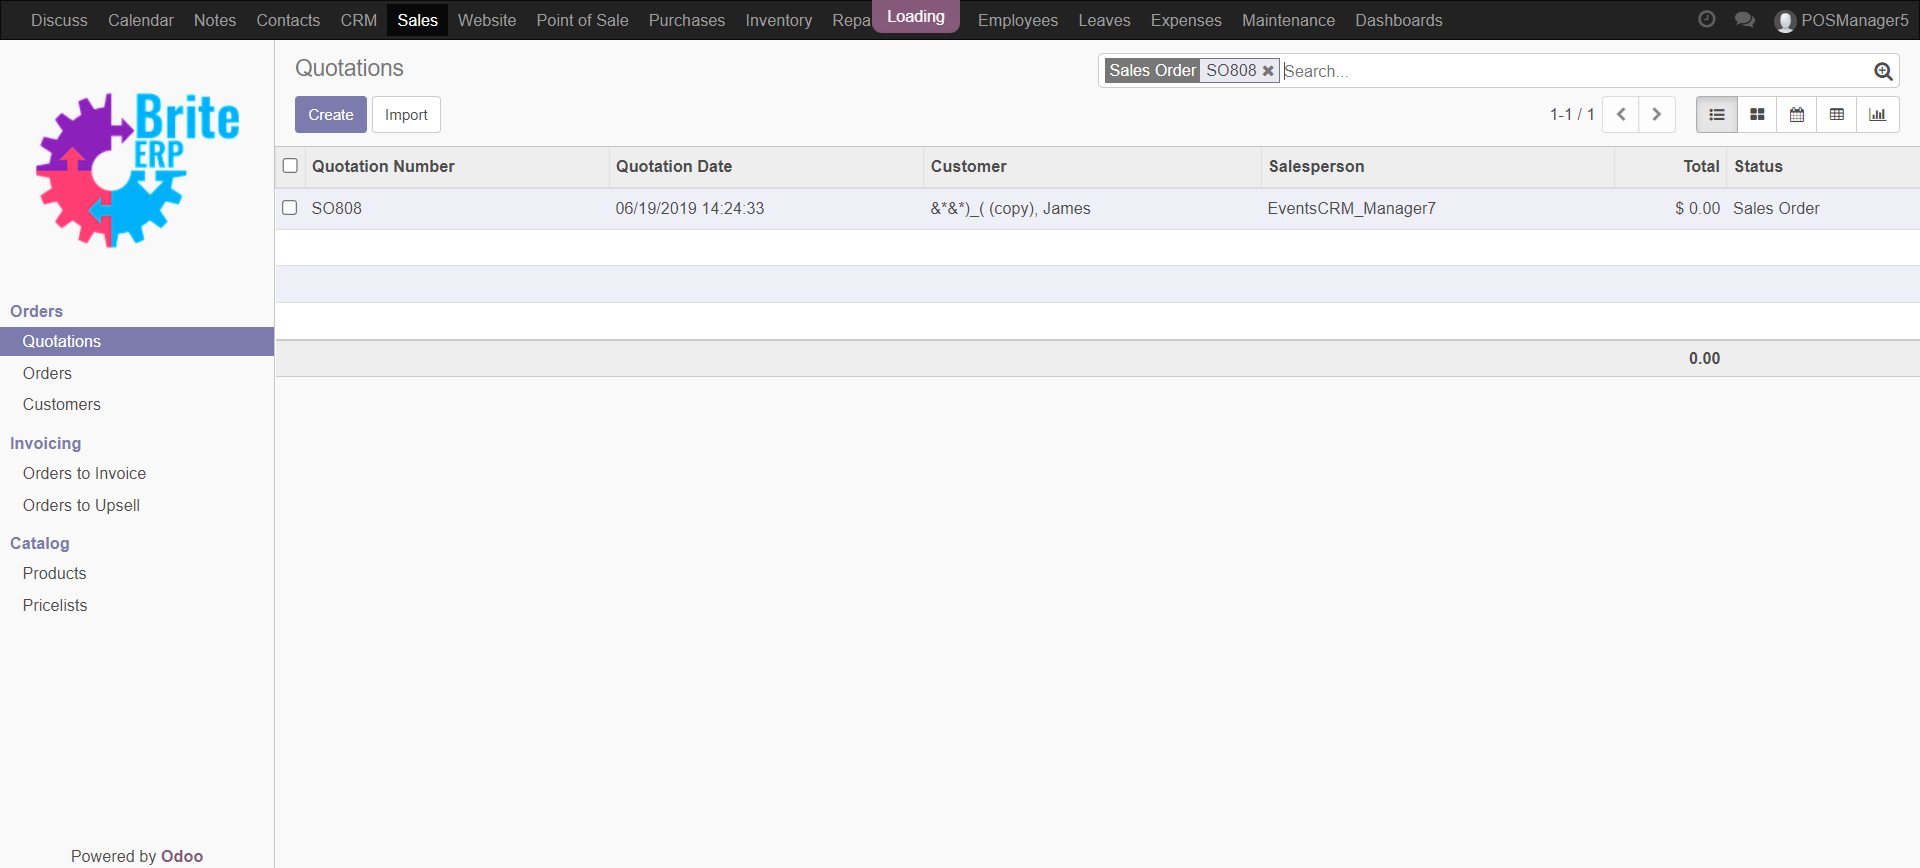 Discuss Calendar Notes Contacts CRM Sales Website Point of Sale Purchases Inventory Repa Loading Employees Leaves Expenses Maintenance Dashboards POSManager5
Brite
ERP
Quotations
Sales Order SO808 Search...
Create Import
1-1 / 1
Quotation Number Quotation Date Customer Salesperson Total Status
SO808 06/19/2019 14:24:33 &*&*)_( (copy), James EventsCRM_Manager7 $ 0.00 Sales Order
0.00
Orders
Quotations
Orders
Customers
Invoicing
Orders to Invoice
Orders to Upsell
Catalog
Products
Pricelists
Powered by Odoo